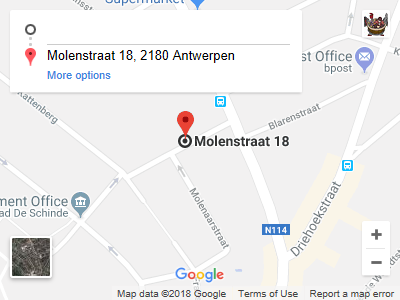 Supermarket
Molenstraat 18, 2180 Antwerpen
More options
Post Office
bpost
Kattenberg
Blarenstraat
Molenstraat 18
Molenaarstraat
Driehoekstraat
N114
ment Office
ad De Schinde
Google
Map data ©2018 Google
Terms of Use
Report a map error